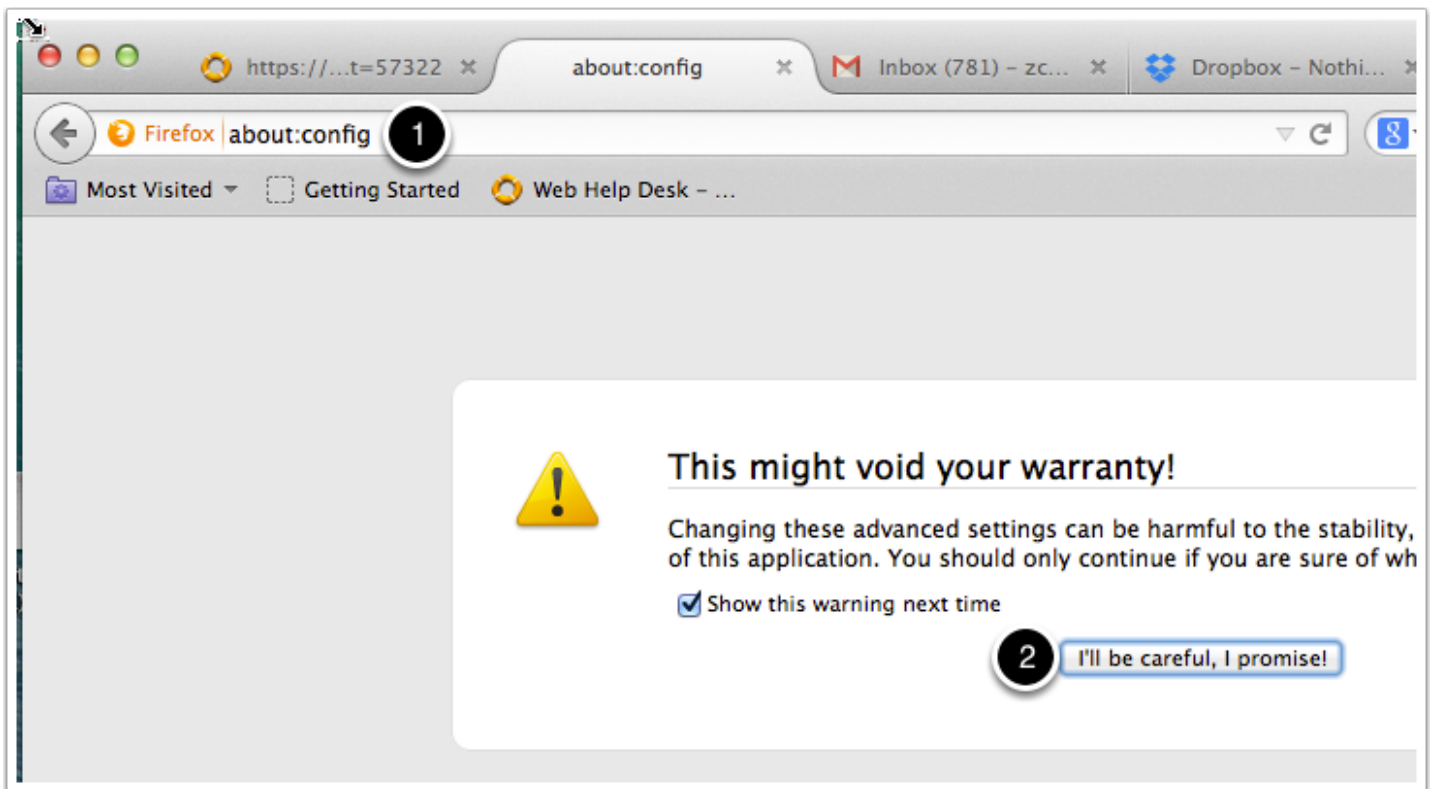 https://...t=57322
about:config
Inbox (781) – zc...
Dropbox – Nothi...
Firefox about:config 1
8
Most Visited
Getting Started
Web Help Desk – ...
This might void your warranty!
Changing these advanced settings can be harmful to the stability,
of this application. You should only continue if you are sure of wh
Show this warning next time
2 I'll be careful, I promise!